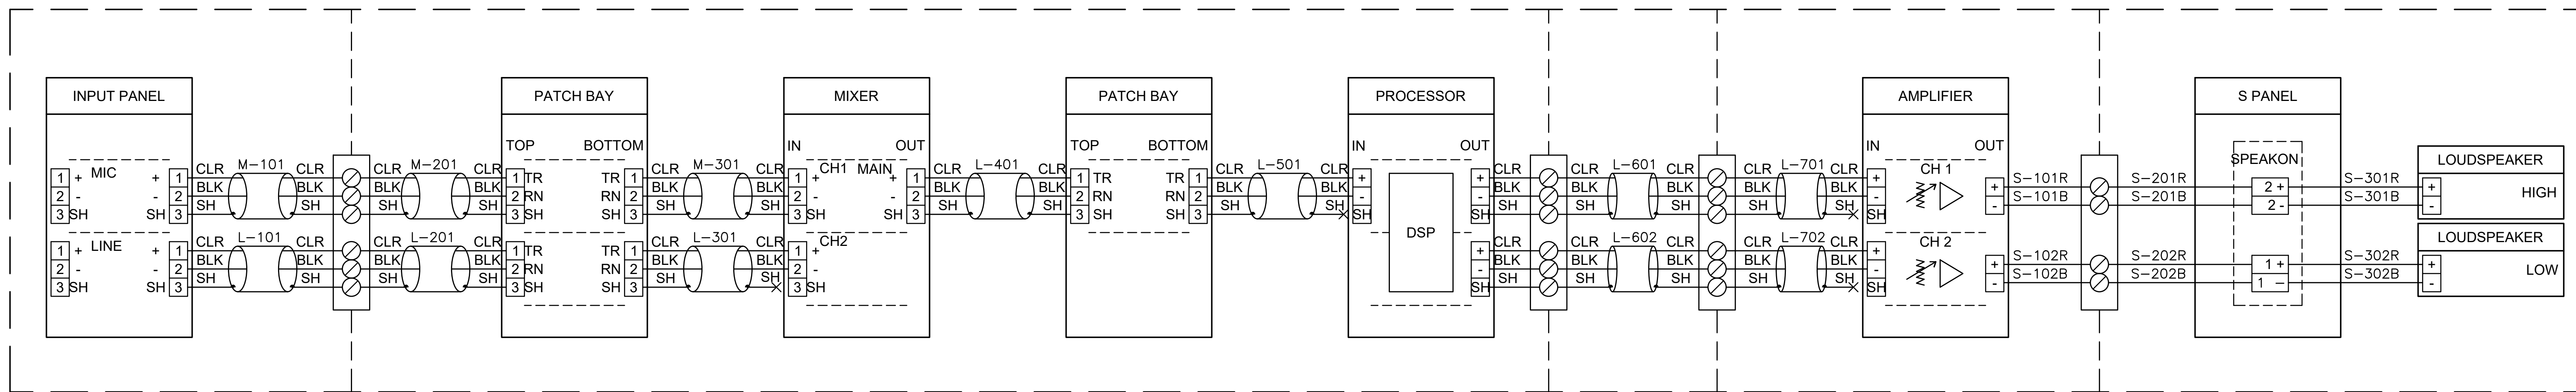 INPUT PANEL PATCH BAY MIXER PATCH BAY PROCESSOR AMPLIFIER S PANEL
TOP BOTTOM IN OUT TOP BOTTOM IN OUT IN OUT
SPEAKON LOUDSPEAKER
M-101 M-201 M-301 L-401 L-501 L-601 L-701
CLR CLR CLR CLR CLR CLR CLR CLR CLR CLR CLR CLR CLR CLR CH 1
1 + MIC + 1 1 TR TR 1 1 + CH1 MAIN + 1 1 TR TR 1 + + + + S-101R S-201R 2 + S-301R + HIGH
BLK BLK BLK BLK BLK BLK BLK BLK BLK BLK BLK BLK BLK BLK
2 - - 2 2 RN RN 2 2 - - 2 2 RN RN 2 - - - - S-101B S-201B 2 - S-301B -
SH SH SH SH SH SH SH SH SH SH SH SH SH SH
3 SH SH 3 3 SH SH 3 3 SH SH 3 3 SH SH 3 SH SH SH
DSP
LOUDSPEAKER
L-101 L-201 L-301 L-602 L-702
CLR CLR CLR CLR CLR CLR CLR CLR CLR CLR CH 2
1 + LINE + 1 1 TR TR 1 1 + CH2 + + + S-102R S-202R 1 + S-302R + LOW
BLK BLK BLK BLK BLK BLK BLK BLK BLK BLK
2 - - 2 2 RN RN 2 2 - - - - S-102B S-202B 1 - S-302B -
SH SH SH SH SH SH SH SH SH SH
3 SH SH 3 3 SH SH 3 3 SH SH SH